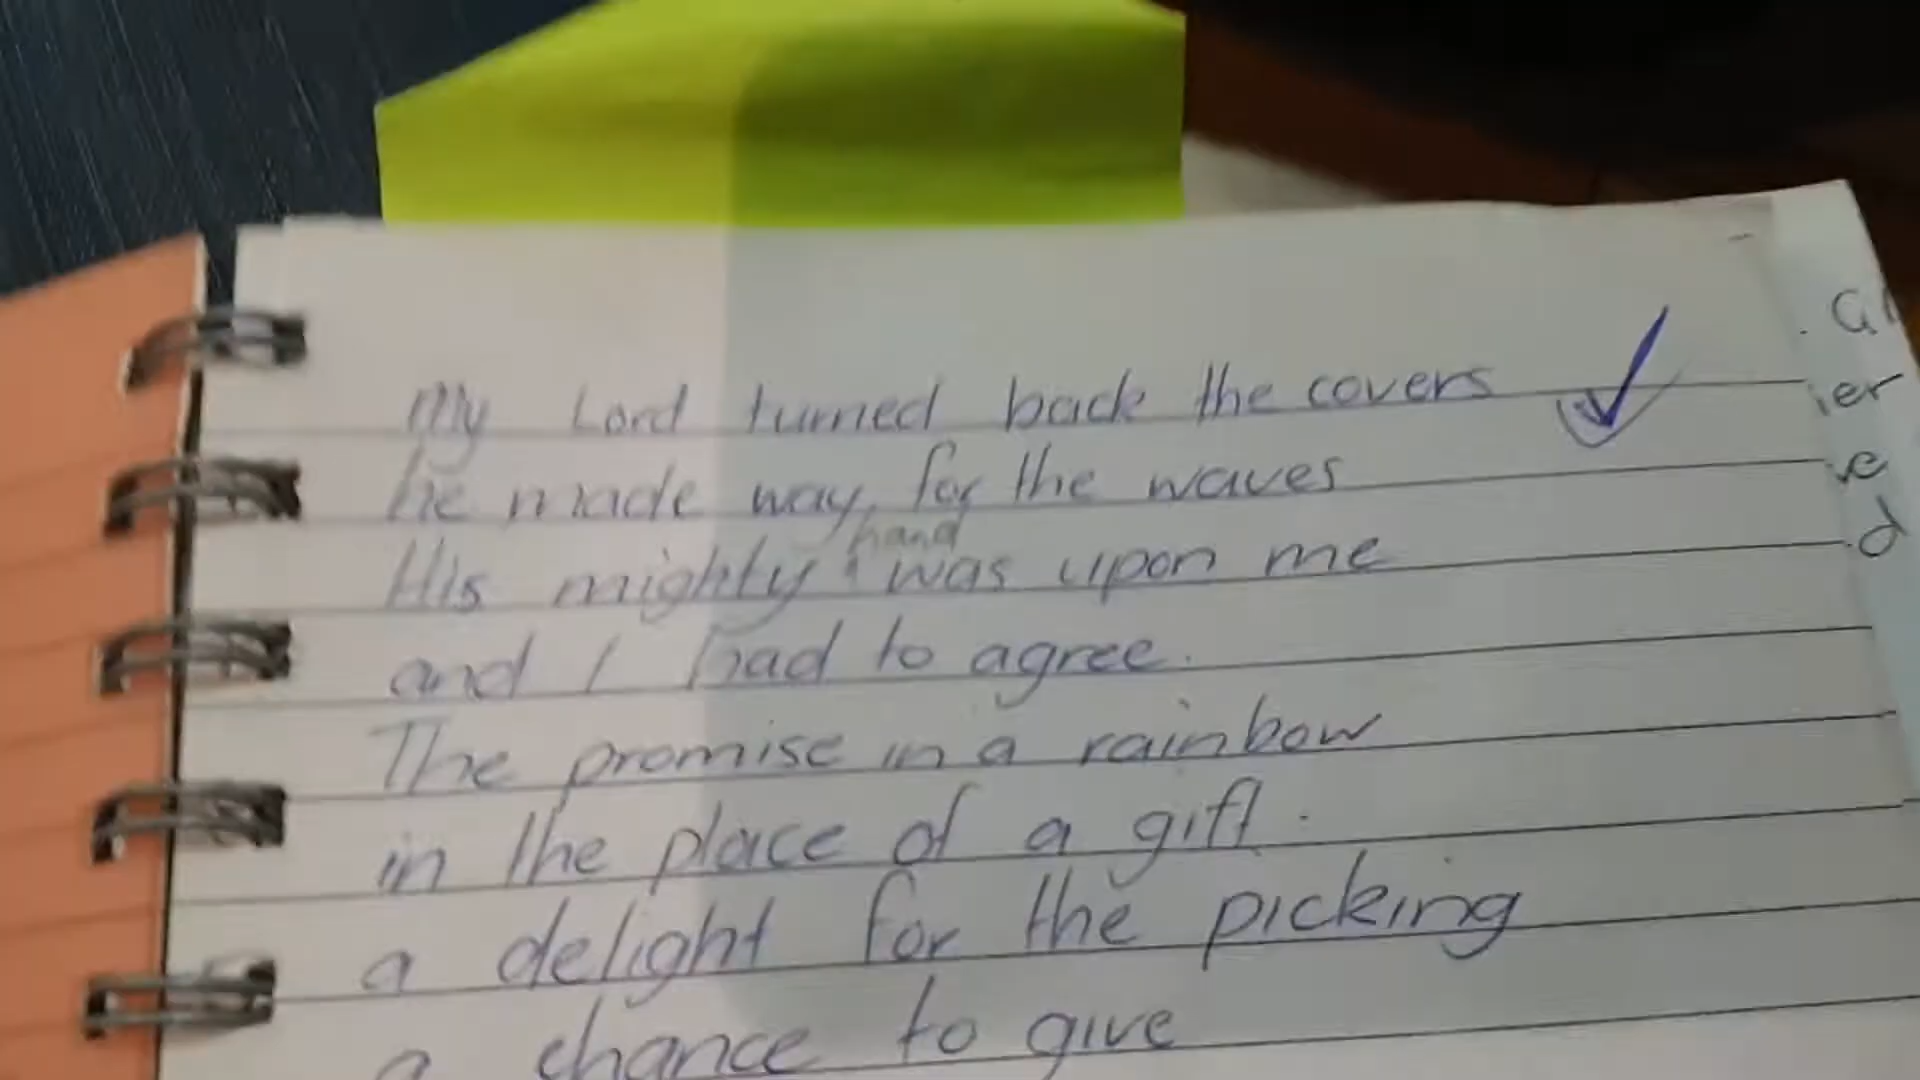 My Lord turned back the covers
he made way, for the waves
His mighty hand was upon me
and I had to agree.
The promise in a rainbow
in the place of a gift.
a delight for the picking
a chance to give